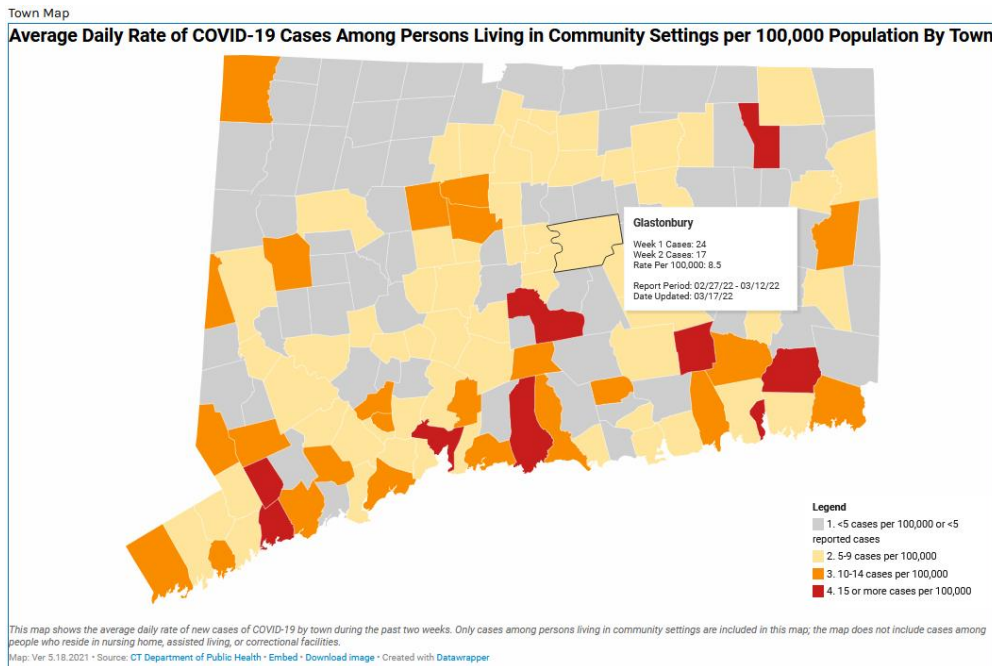 Town Map
Average Daily Rate of COVID-19 Cases Among Persons Living in Community Settings per 100,000 Population By Town
Glastonbury
Week 1 Cases: 24
Week 2 Cases: 17
Rate Per 100,000: 8.5
Report Period: 02/27/22 - 03/12/22
Date Updated: 03/17/22
Legend
1. <5 cases per 100,000 or <5
reported cases
2. 5-9 cases per 100,000
3. 10-14 cases per 100,000
4. 15 or more cases per 100,000
This map shows the average daily rate of new cases of COVID-19 by town during the past two weeks. Only cases among persons living in community settings are included in this map; the map does not include cases among
people who reside in nursing home, assisted living, or correctional facilities.
Map: Ver 5.18.2021 • Source: CT Department of Public Health • Embed • Download image • Created with Datawrapper